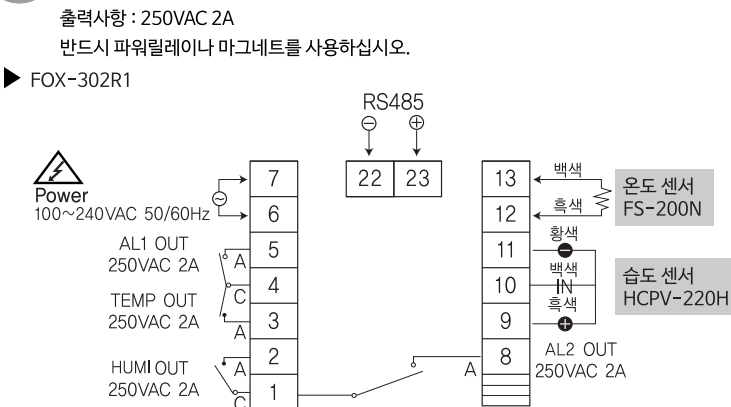 출력사항 : 250VAC 2A
반드시 파워릴레이나 마그네트를 사용하십시오.
▶ FOX-302R1
RS485
⊖ ⊕
22 23
Power
100~240VAC 50/60Hz
7
6
AL1 OUT
250VAC 2A
A
5
C
4
TEMP OUT
250VAC 2A
A
3
HUMI OUT
250VAC 2A
A
2
C
1
13
백색
12
흑색
온도 센서
FS-200N
11
황색
10
백색
IN
9
흑색
습도 센서
HCPV-220H
A
8
AL2 OUT
250VAC 2A